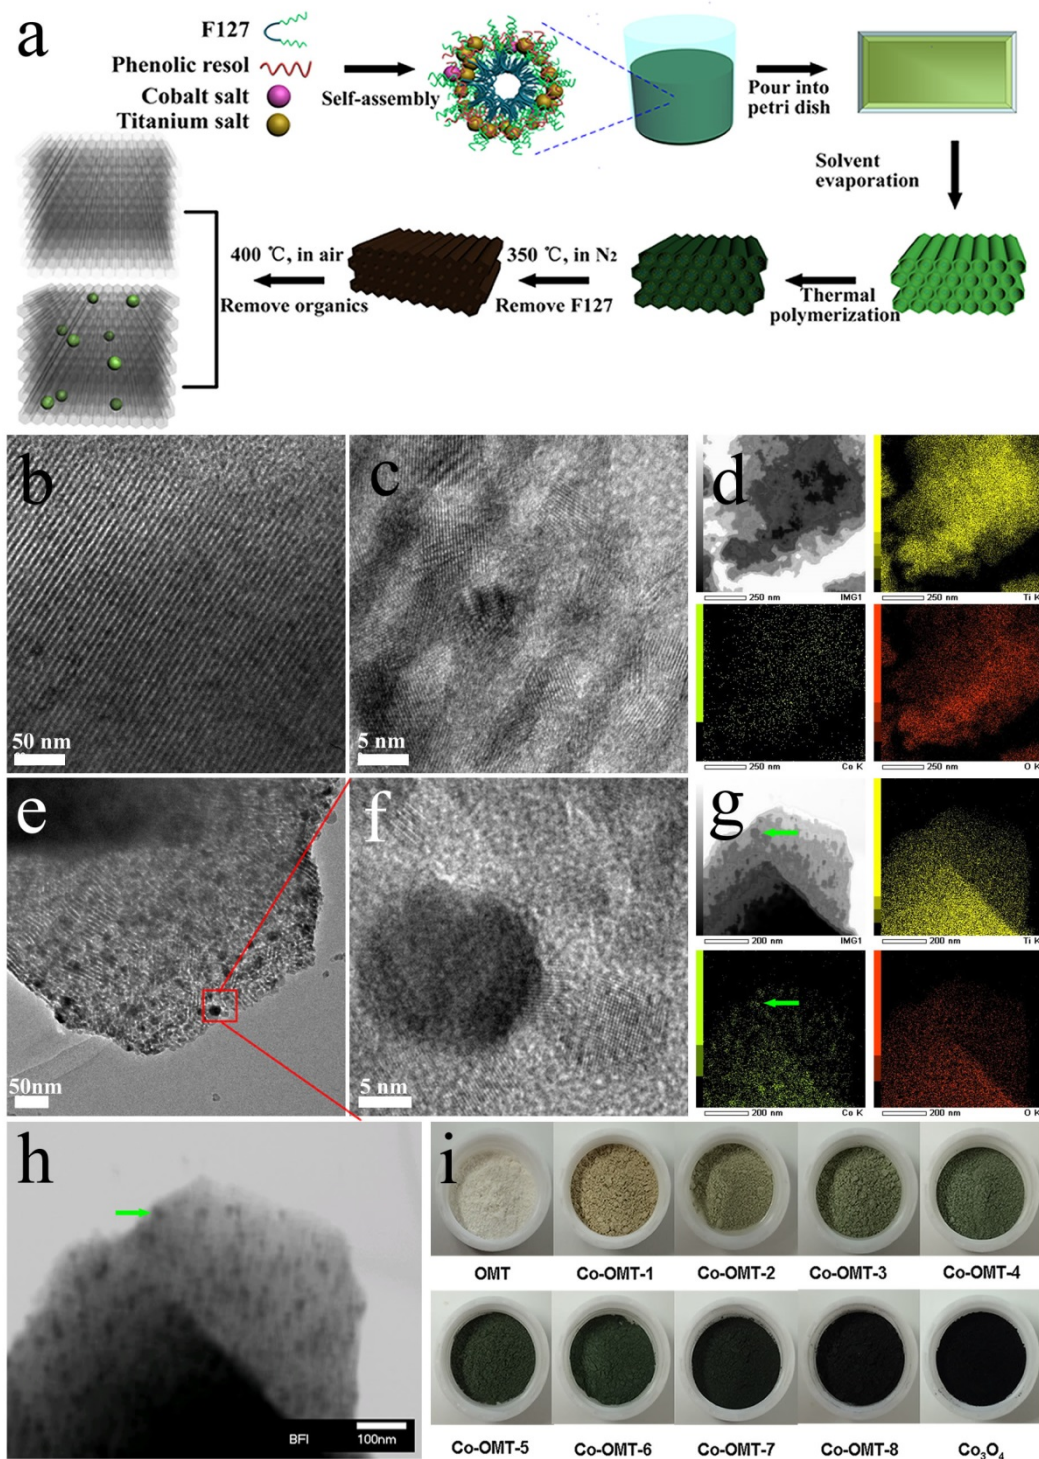 a
F127
Phenolic resol
Cobalt salt
Titanium salt
Self-assembly
Pour into
petri dish
Solvent
evaporation
Thermal
polymerization
350 ℃, in N₂
Remove F127
400 ℃, in air
Remove organics
b
50 nm
c
5 nm
d
250 nm
IMG1
250 nm
Ti K
250 nm
Co K
250 nm
O K
e
50nm
f
5 nm
g
200 nm
IMG1
200 nm
Ti K
200 nm
Co K
200 nm
O K
h
BFI
100nm
i
OMT
Co-OMT-1
Co-OMT-2
Co-OMT-3
Co-OMT-4
Co-OMT-5
Co-OMT-6
Co-OMT-7
Co-OMT-8
Co₃O₄